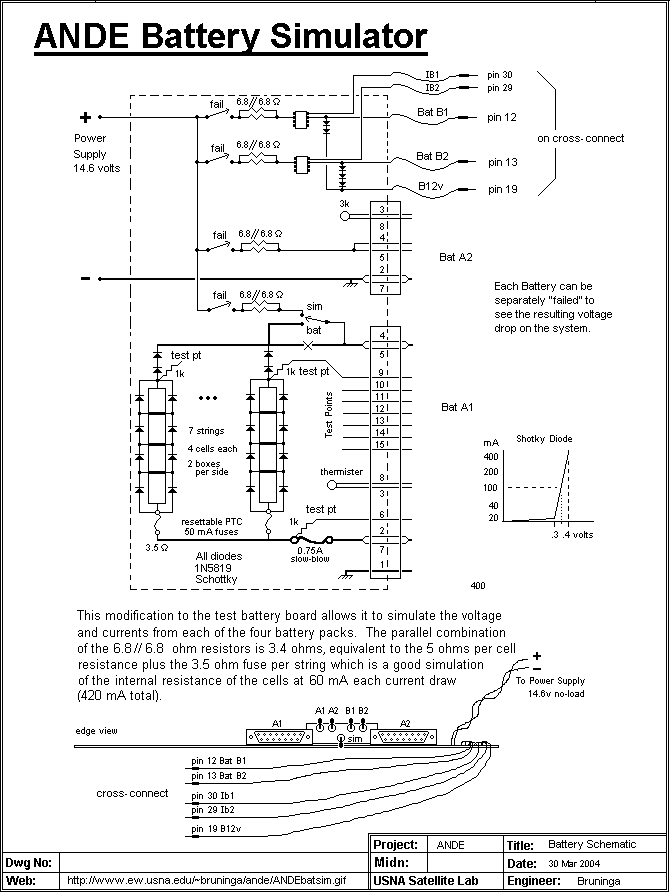 ANDE Battery Simulator
IB1 pin 30
IB2 pin 29
fail 6.8//6.8 Ω
Bat B1 pin 12
+
Power
Supply
14.6 volts
on cross-connect
fail 6.8//6.8 Ω
Bat B2 pin 13
B12v pin 19
3k
3
8
4
5
2
7
fail 6.8//6.8 Ω
Bat A2
−
Each Battery can be
separately "failed" to
see the resulting voltage
drop on the system.
fail 6.8//6.8 Ω
sim
bat
4
5
test pt
1k
1k test pt
9
10
11
12
13
14
15
Test Points
Bat A1
7 strings
4 cells each
2 boxes
per side
mA Shotky Diode
400
200
100
40
20
.3 .4 volts
thermister
8
3
test pt
6
1k
resettable PTC
50 mA fuses
2
3.5 Ω
0.75A
slow-blow
7
All diodes
1N5819
Schottky
1
400
This modification to the test battery board allows it to simulate the voltage
and currents from each of the four battery packs. The parallel combination
of the 6.8// 6.8 ohm resistors is 3.4 ohms, equivalent to the 5 ohms per cell
resistance plus the 3.5 ohm fuse per string which is a good simulation
of the internal resistance of the cells at 60 mA each current draw
(420 mA total).
+
−
To Power Supply
14.6v no-load
A1 A2 B1 B2
A1
A2
sim
edge view
pin 12 Bat B1
pin 13 Bat B2
cross-connect
pin 30 Ib1
pin 29 Ib2
pin 19 B12v
Project: ANDE Title: Battery Schematic
Dwg No: Midn: Date: 30 Mar 2004
Web: http://www.ew.usna.edu/~bruninga/ande/ANDEbatsim.gif USNA Satellite Lab Engineer: Bruninga